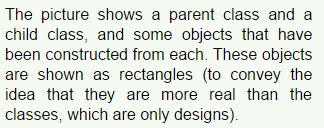 The picture shows a parent class and a
child class, and some objects that have
been constructed from each. These objects
are shown as rectangles (to convey the
idea that they are more real than the
classes, which are only designs).